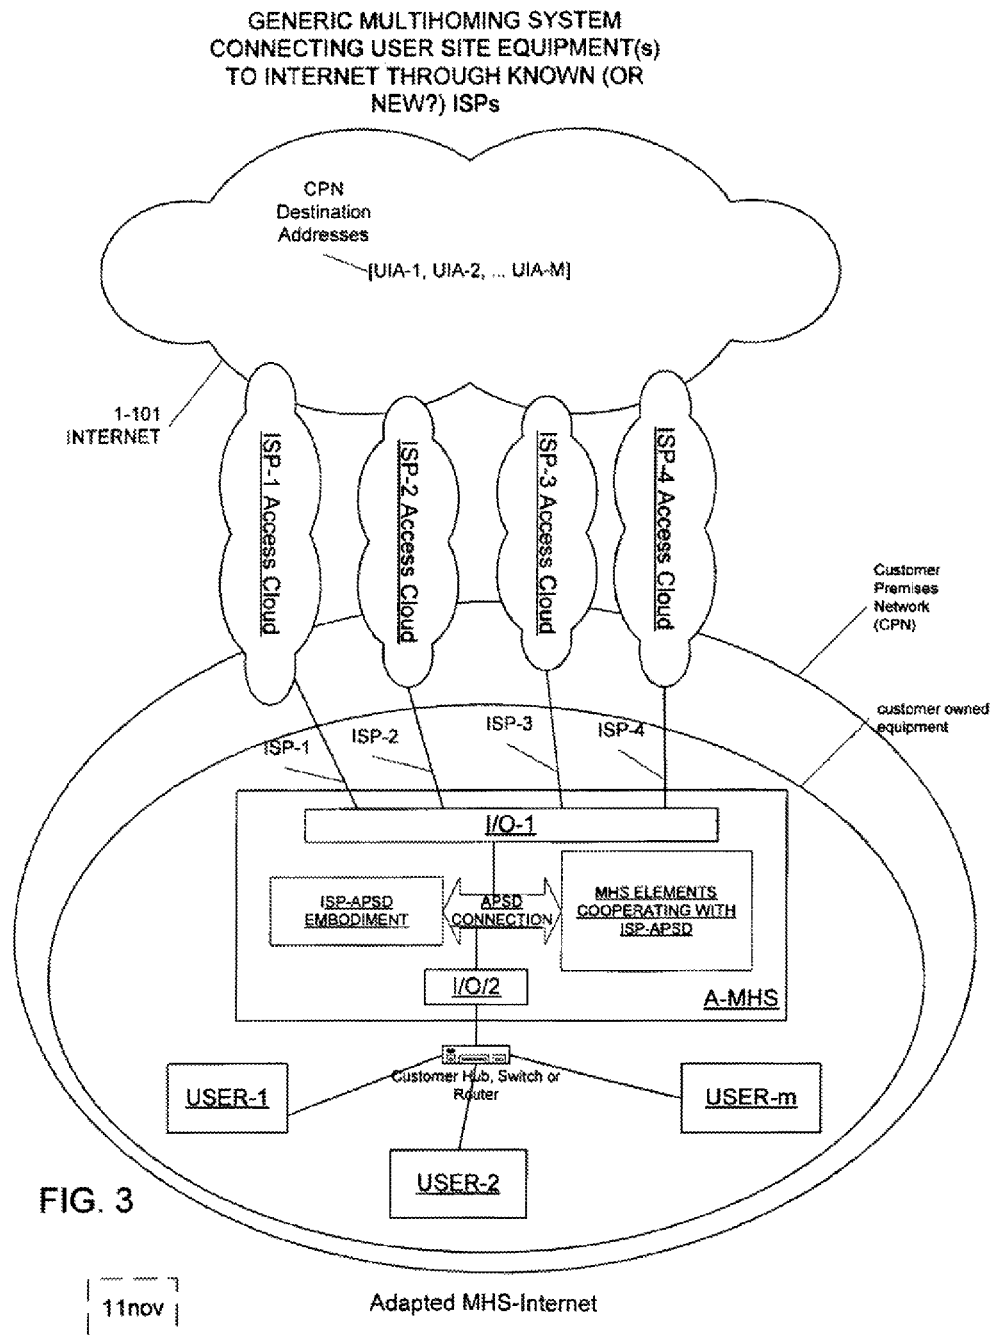 GENERIC MULTIHOMING SYSTEM
CONNECTING USER SITE EQUIPMENT(s)
TO INTERNET THROUGH KNOWN (OR
NEW?) ISPs
CPN
Destination
Addresses
[UIA-1, UIA-2, ... UIA-M]
1-101
INTERNET
ISP-1 Access Cloud
ISP-2 Access Cloud
ISP-3 Access Cloud
ISP-4 Access Cloud
Customer
Premises
Network
(CPN)
customer owned
equipment
ISP-1
ISP-2
ISP-3
ISP-4
I/O-1
ISP-APSD
EMBODIMENT
APSD
CONNECTION
MHS ELEMENTS
COOPERATING WITH
ISP-APSD
I/O/2
A-MHS
Customer Hub, Switch or
Router
USER-1
USER-m
USER-2
FIG. 3
11nov
Adapted MHS-Internet